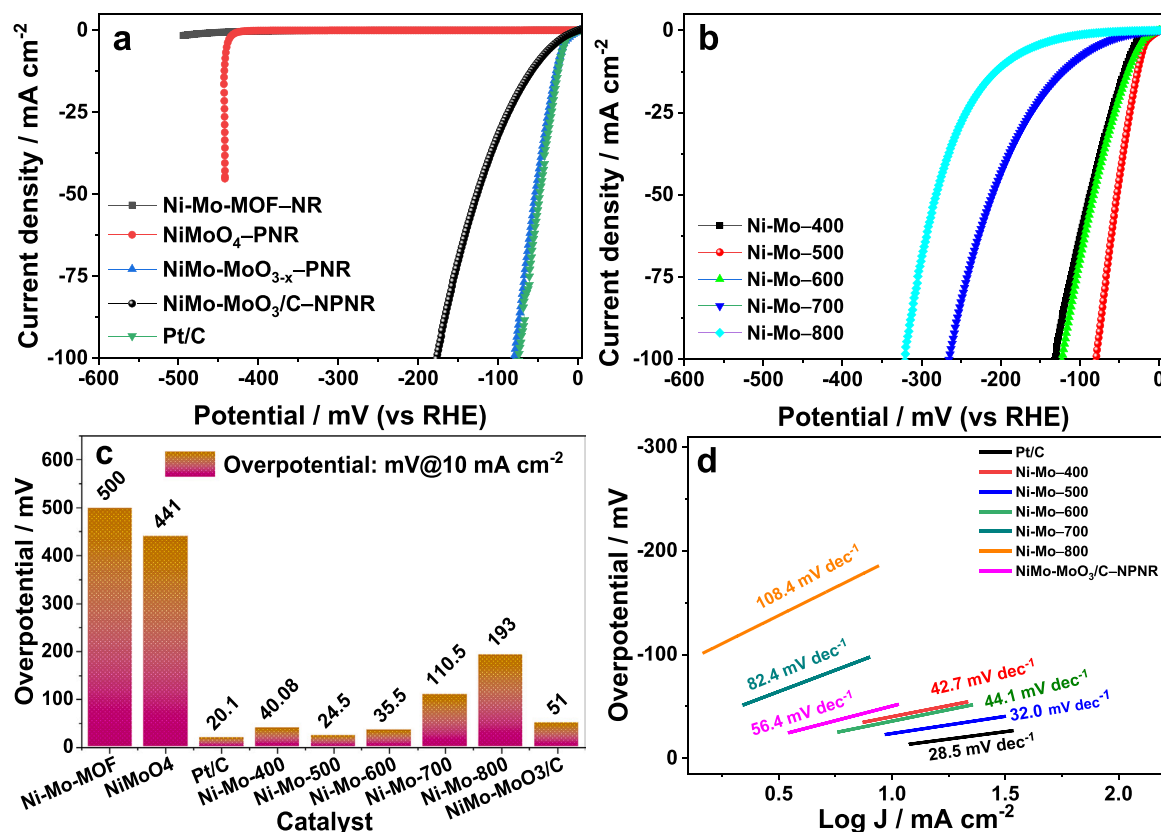 a
Current density / mA cm⁻²
0
-25
-50
-75
-100
Ni-Mo-MOF–NR
NiMoO₄–PNR
NiMo-MoO₃₋ₓ–PNR
NiMo-MoO₃/C–NPNR
Pt/C
-600 -500 -400 -300 -200 -100 0
Potential / mV (vs RHE)
b
Current density / mA cm⁻²
0
-25
-50
-75
-100
Ni-Mo–400
Ni-Mo–500
Ni-Mo–600
Ni-Mo–700
Ni-Mo–800
-600 -500 -400 -300 -200 -100 0
Potential / mV (vs RHE)
c
Overpotential: mV@10 mA cm⁻²
Overpotential / mV
600
500
400
300
200
100
0
500
441
20.1
40.08
24.5
35.5
110.5
193
51
Ni-Mo-MOF
NiMoO4
Pt/C
Ni-Mo-400
Ni-Mo-500
Ni-Mo-600
Ni-Mo-700
Ni-Mo-800
NiMo-MoO3/C
Catalyst
d
Overpotential / mV
-300
-200
-100
0
Pt/C
Ni-Mo–400
Ni-Mo–500
Ni-Mo–600
Ni-Mo–700
Ni-Mo–800
NiMo-MoO₃/C–NPNR
108.4 mV dec⁻¹
82.4 mV dec⁻¹
56.4 mV dec⁻¹
42.7 mV dec⁻¹
44.1 mV dec⁻¹
32.0 mV dec⁻¹
28.5 mV dec⁻¹
0.5 1.0 1.5 2.0
Log J / mA cm⁻²